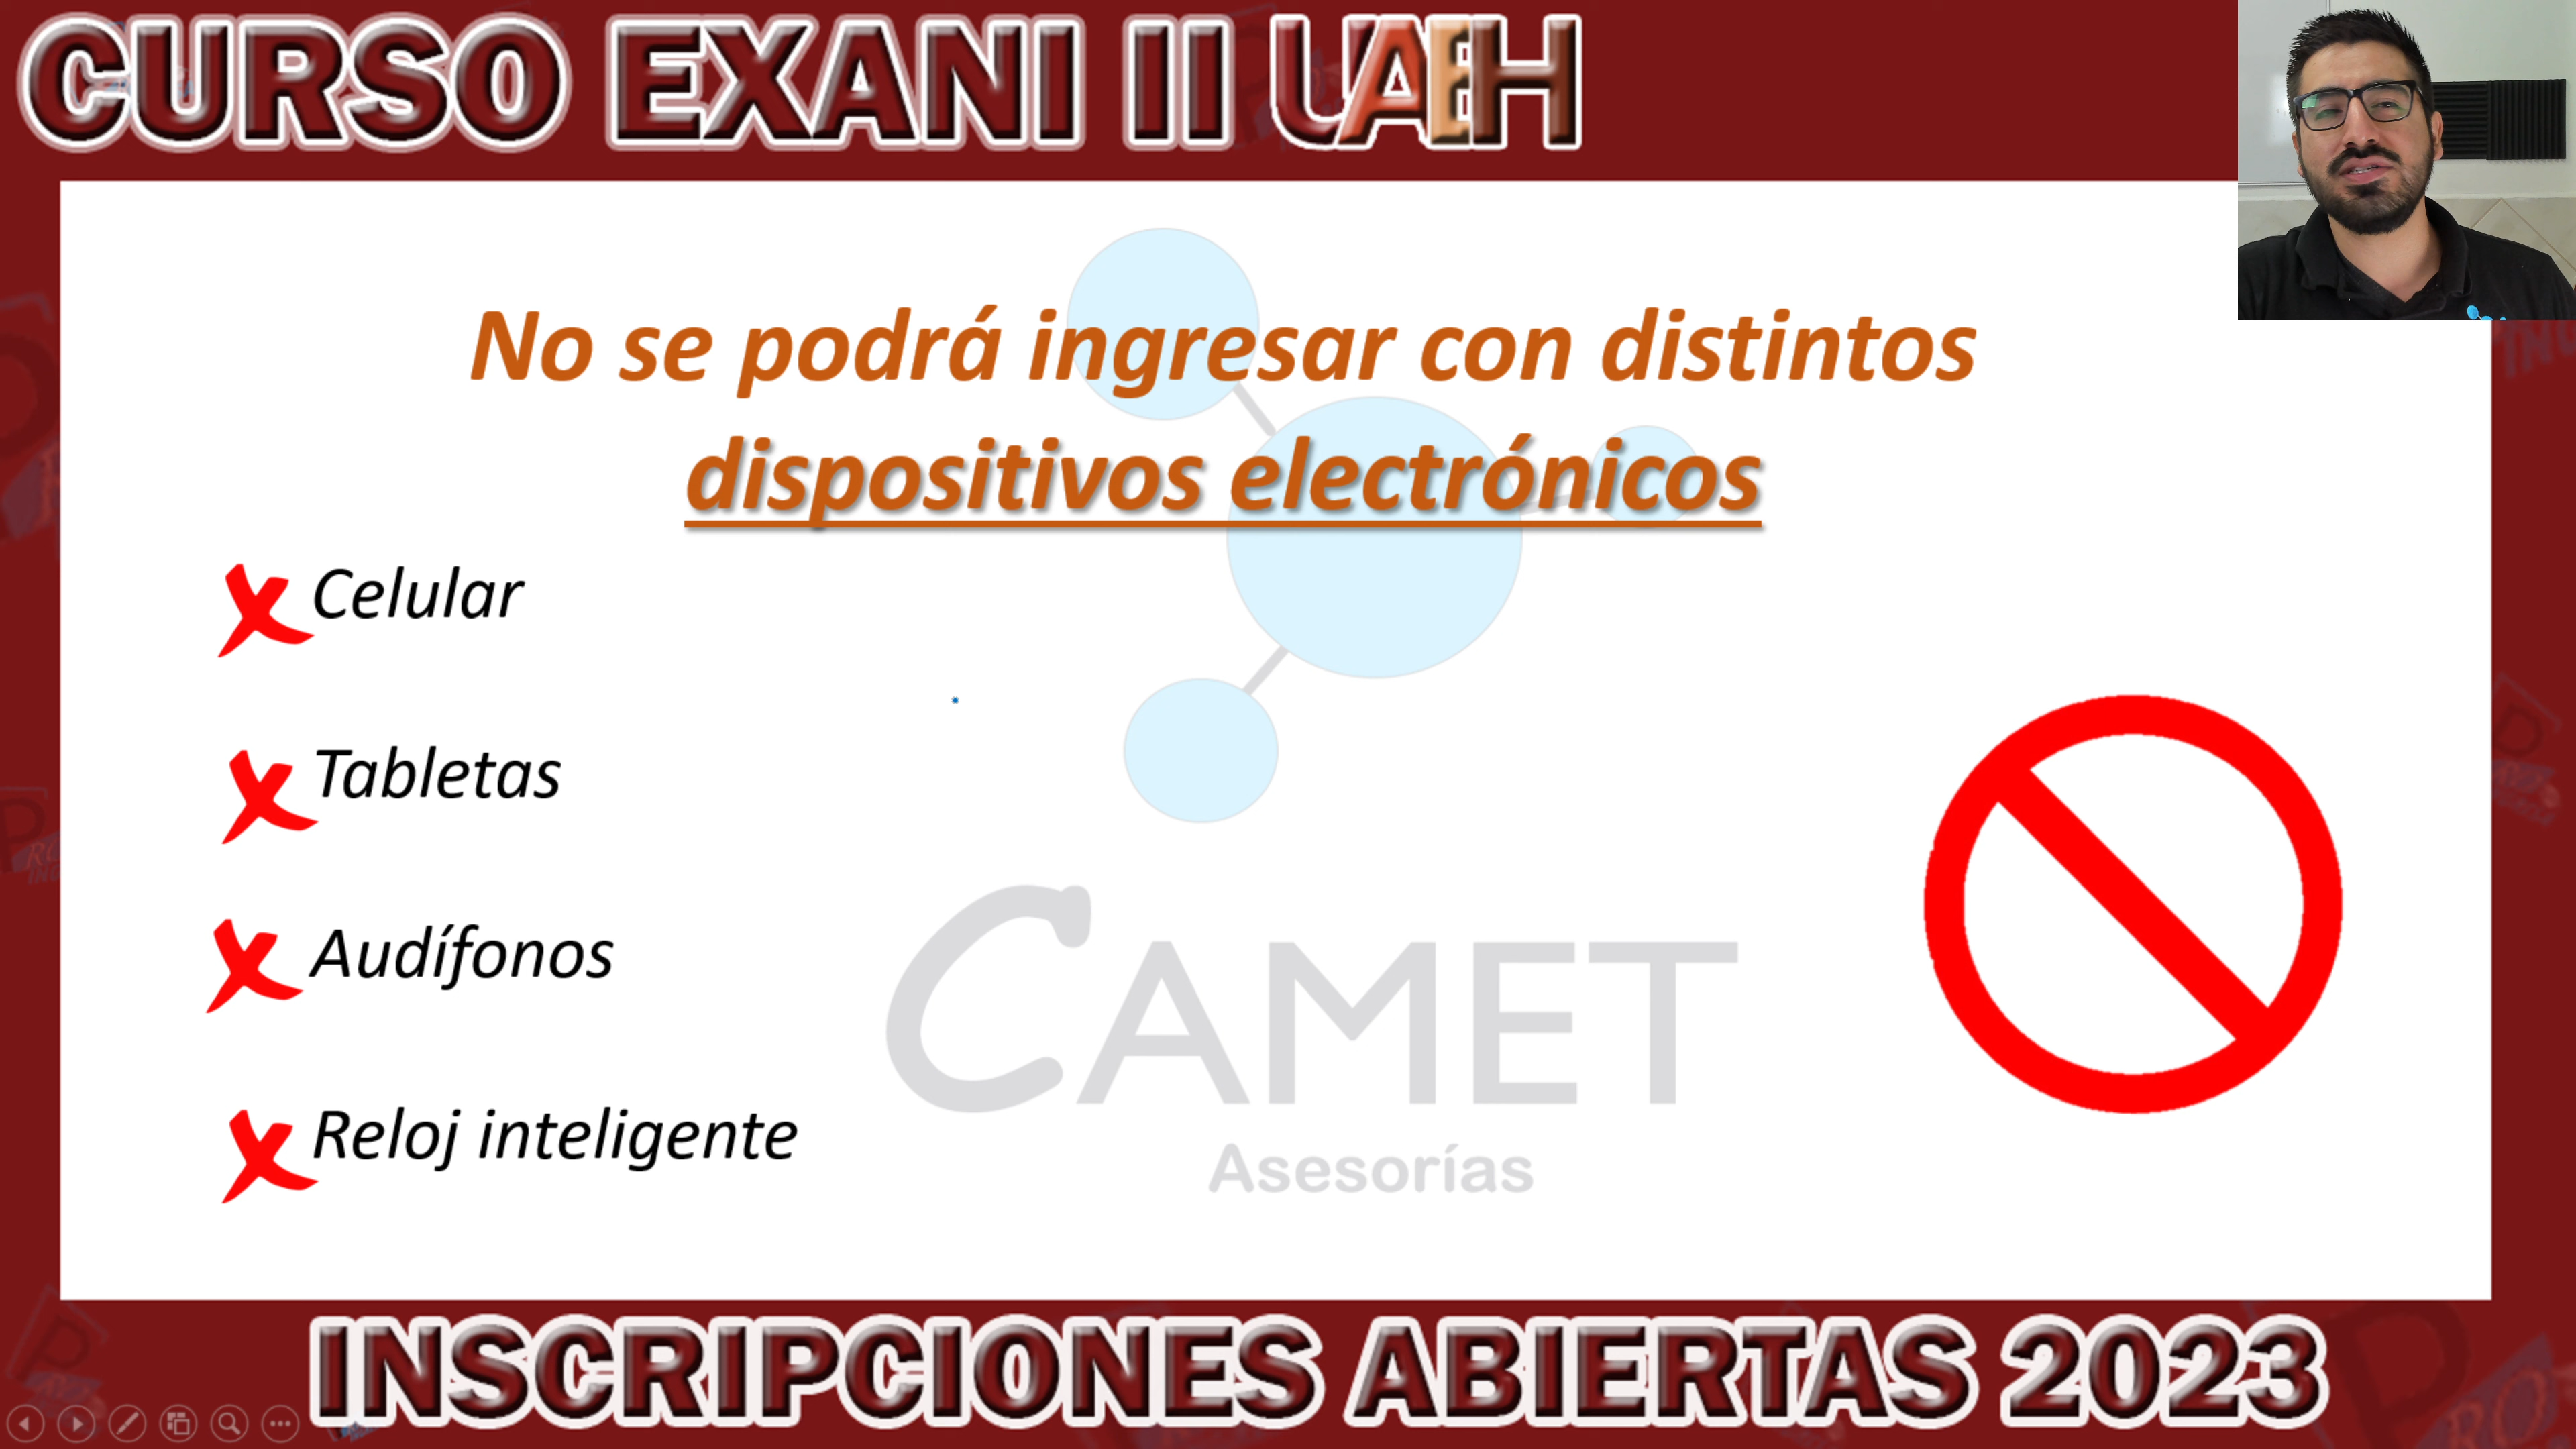 CURSO EXANI II UAEH
No se podrá ingresar con distintos
dispositivos electrónicos
Celular
Tabletas
Audífonos
Reloj inteligente
CAMET
Asesorías
INSCRIPCIONES ABIERTAS 2023